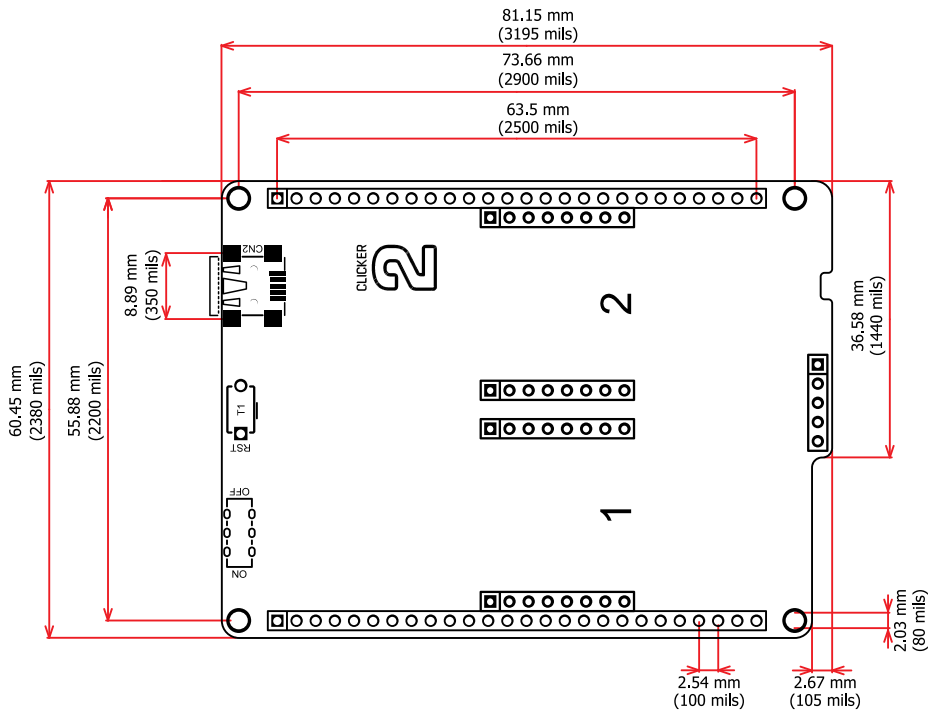 81.15 mm
(3195 mils)
73.66 mm
(2900 mils)
63.5 mm
(2500 mils)
CN2
CLICKER
2
8.89 mm
(350 mils)
2
36.58 mm
(1440 mils)
60.45 mm
(2380 mils)
55.88 mm
(2200 mils)
T1
RST
OFF
1
ON
2.03 mm
(80 mils)
2.54 mm
(100 mils)
2.67 mm
(105 mils)